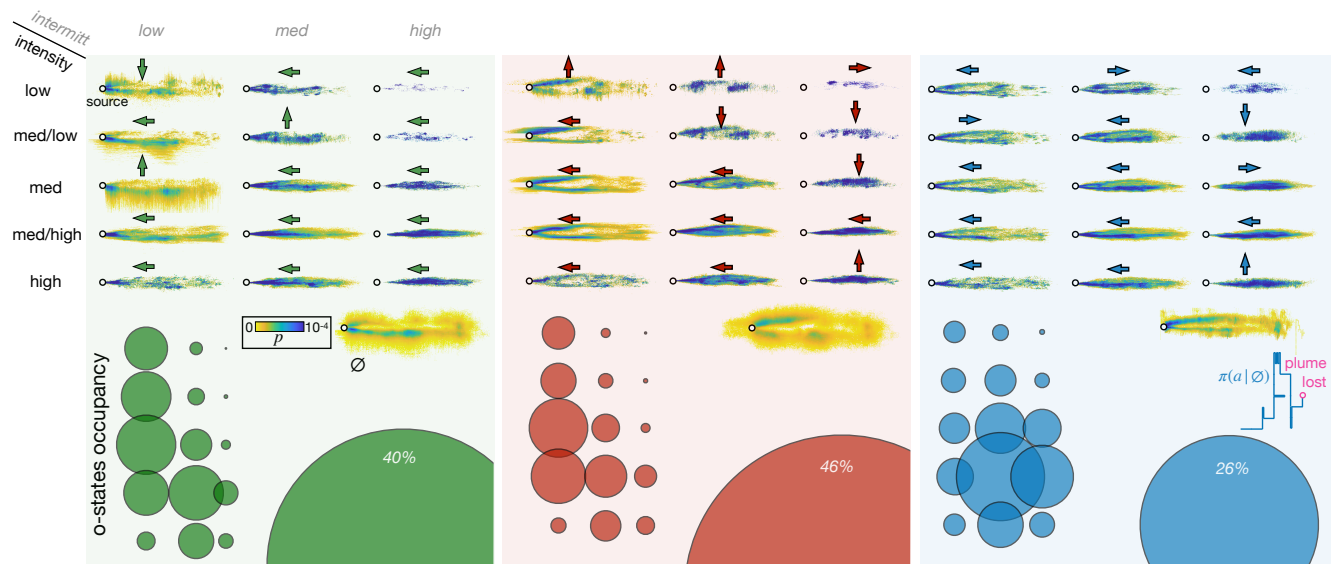 intermitt
intensity
low
med
high
low
source
med/low
med
med/high
high
0
10⁻⁴
p
∅
o-states occupancy
40%
46%
π(a|∅)
plume
lost
26%